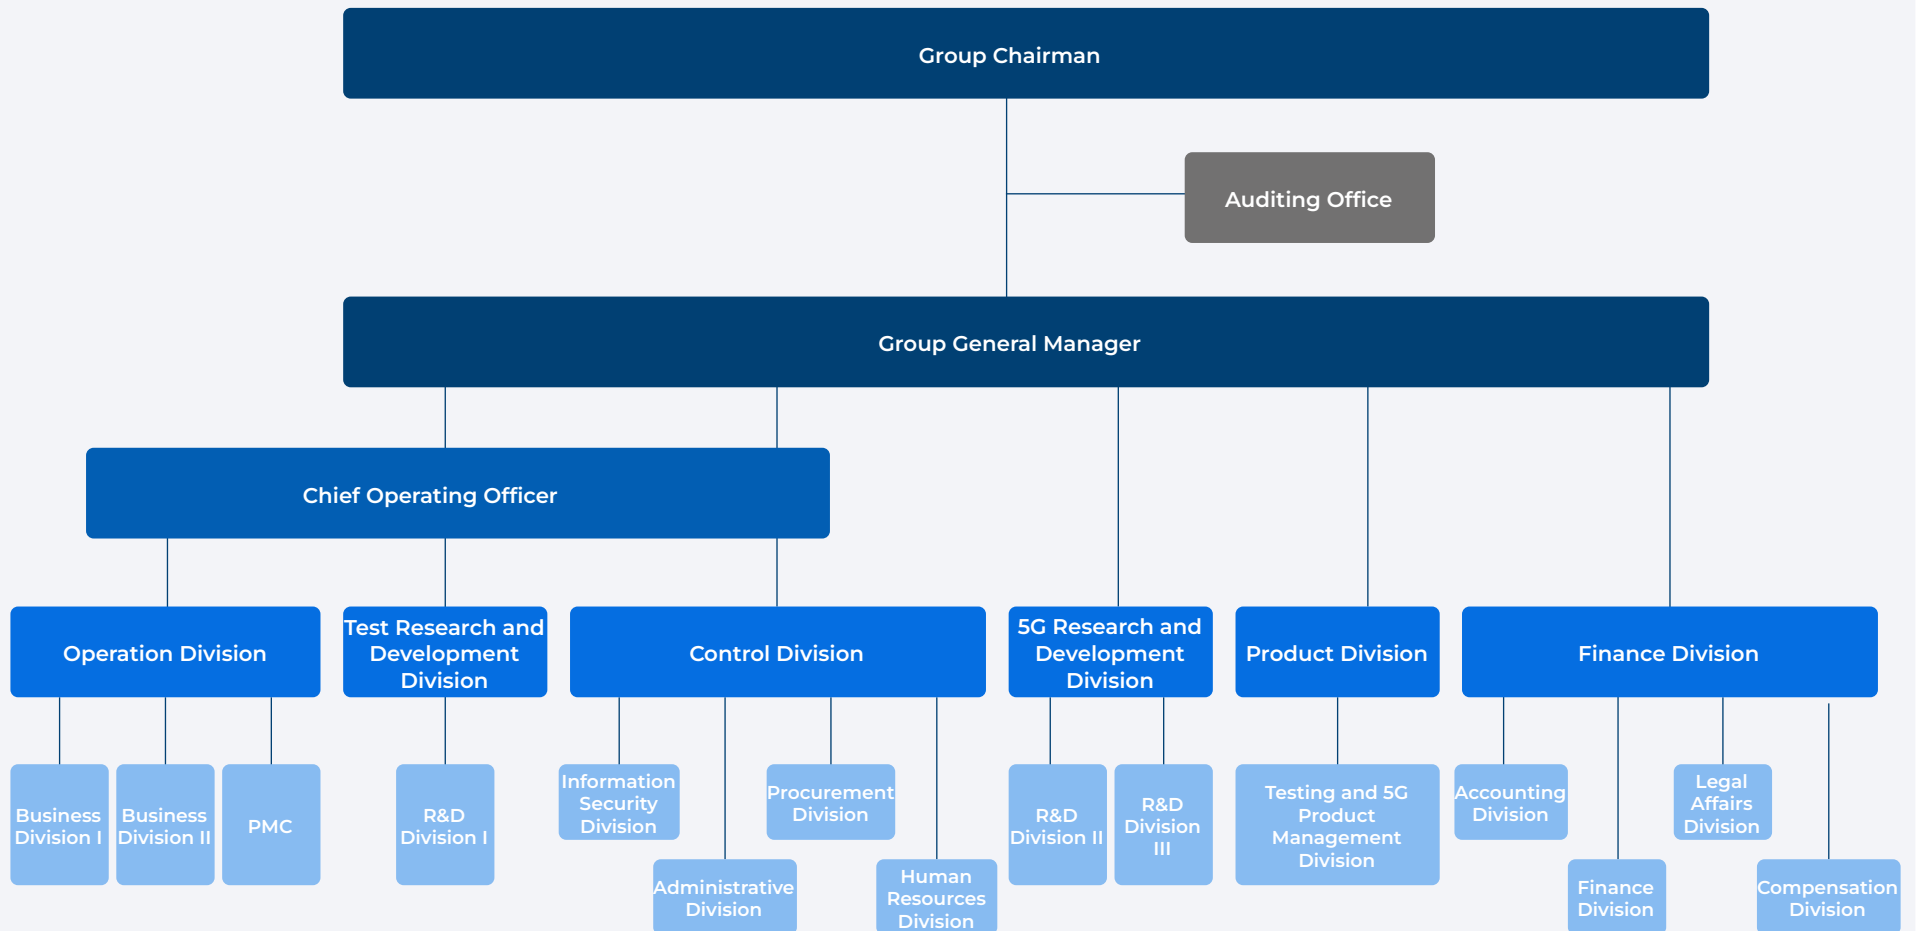 Group Chairman
Auditing Office
Group General Manager
Chief Operating Officer
Operation Division
Test Research and
Development
Division
Control Division
5G Research and
Development
Division
Product Division
Finance Division
Business
Division I
Business
Division II
PMC
R&D
Division I
Information
Security
Division
Administrative
Division
Procurement
Division
Human
Resources
Division
R&D
Division II
R&D
Division
III
Testing and 5G
Product
Management
Division
Accounting
Division
Finance
Division
Legal
Affairs
Division
Compensation
Division